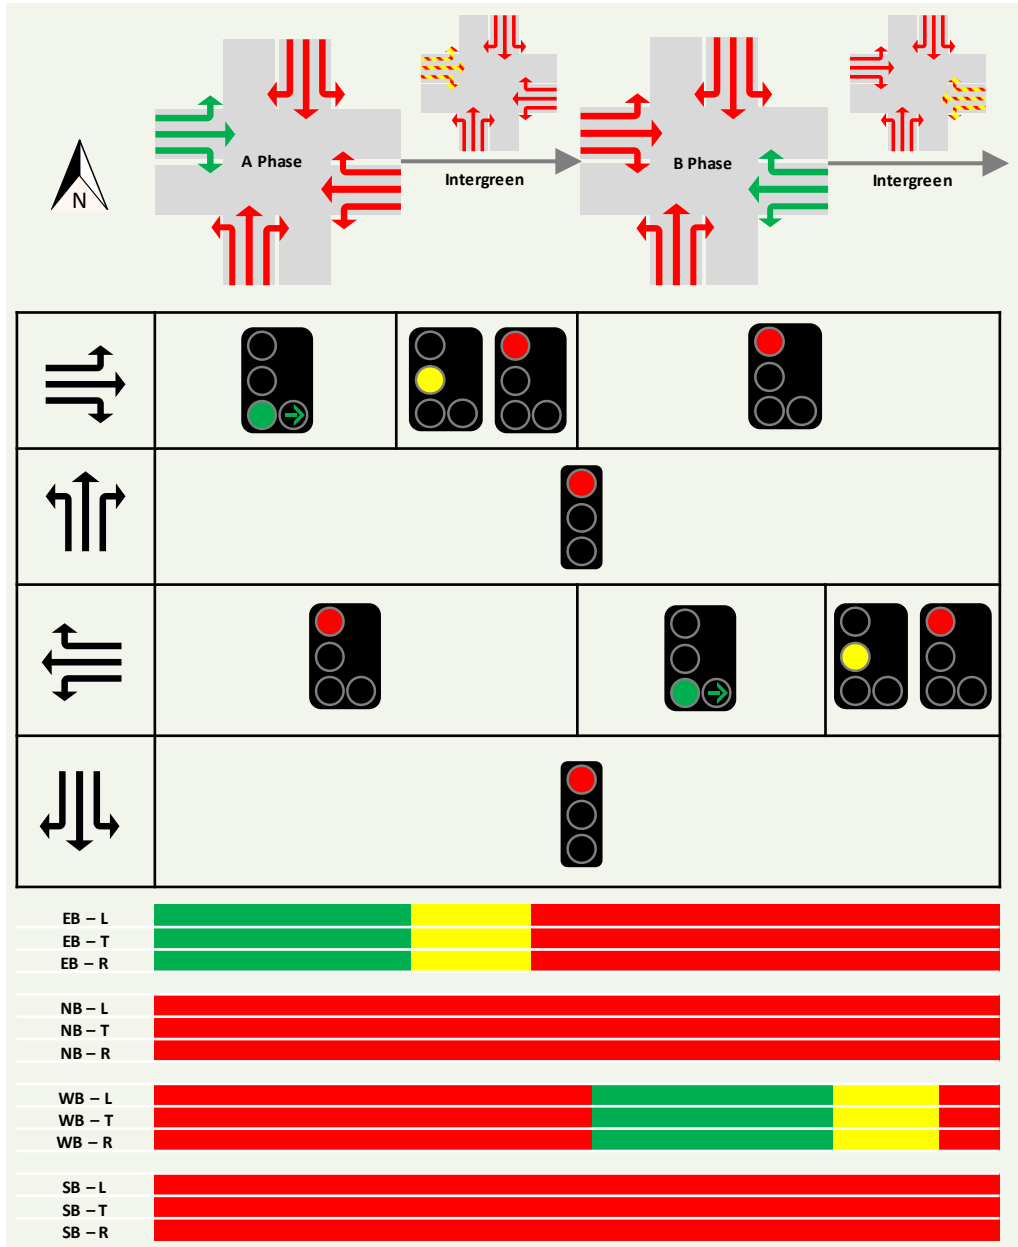 A Phase
Intergreen
B Phase
Intergreen
N
EB – L
EB – T
EB – R
NB – L
NB – T
NB – R
WB – L
WB – T
WB – R
SB – L
SB – T
SB – R